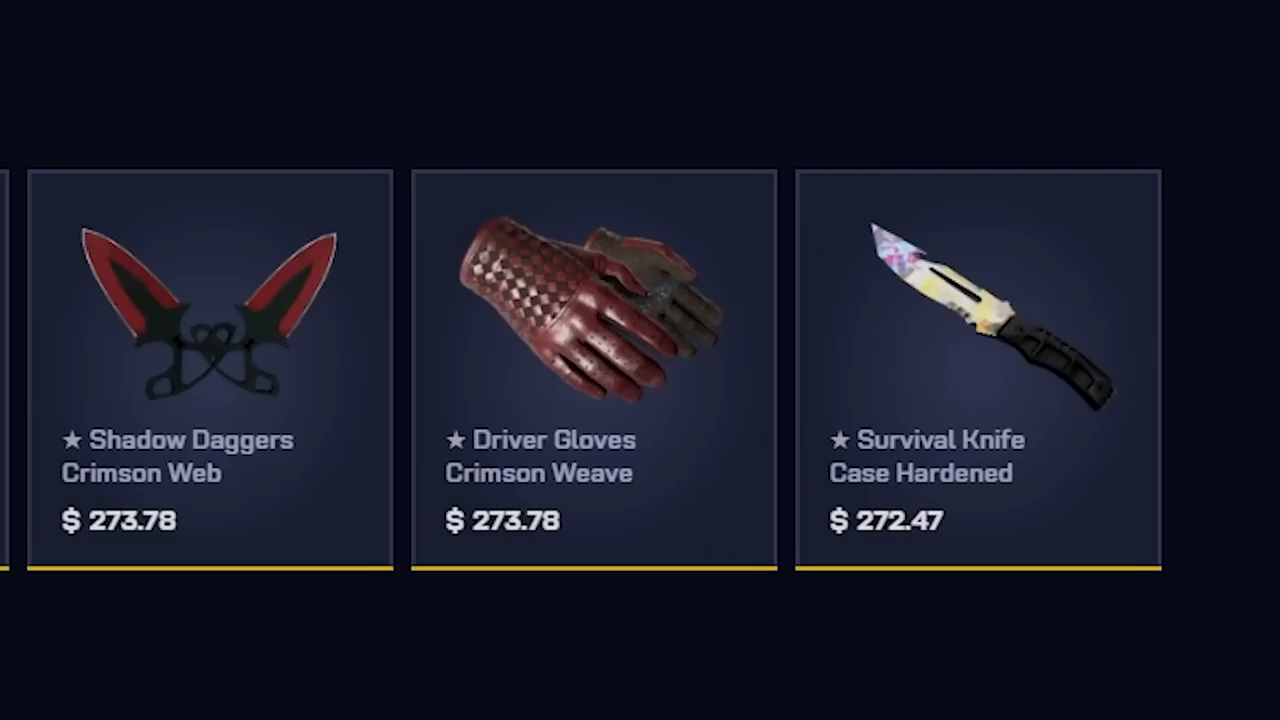 ★ Shadow Daggers
Crimson Web
$ 273.78
★ Driver Gloves
Crimson Weave
$ 273.78
★ Survival Knife
Case Hardened
$ 272.47